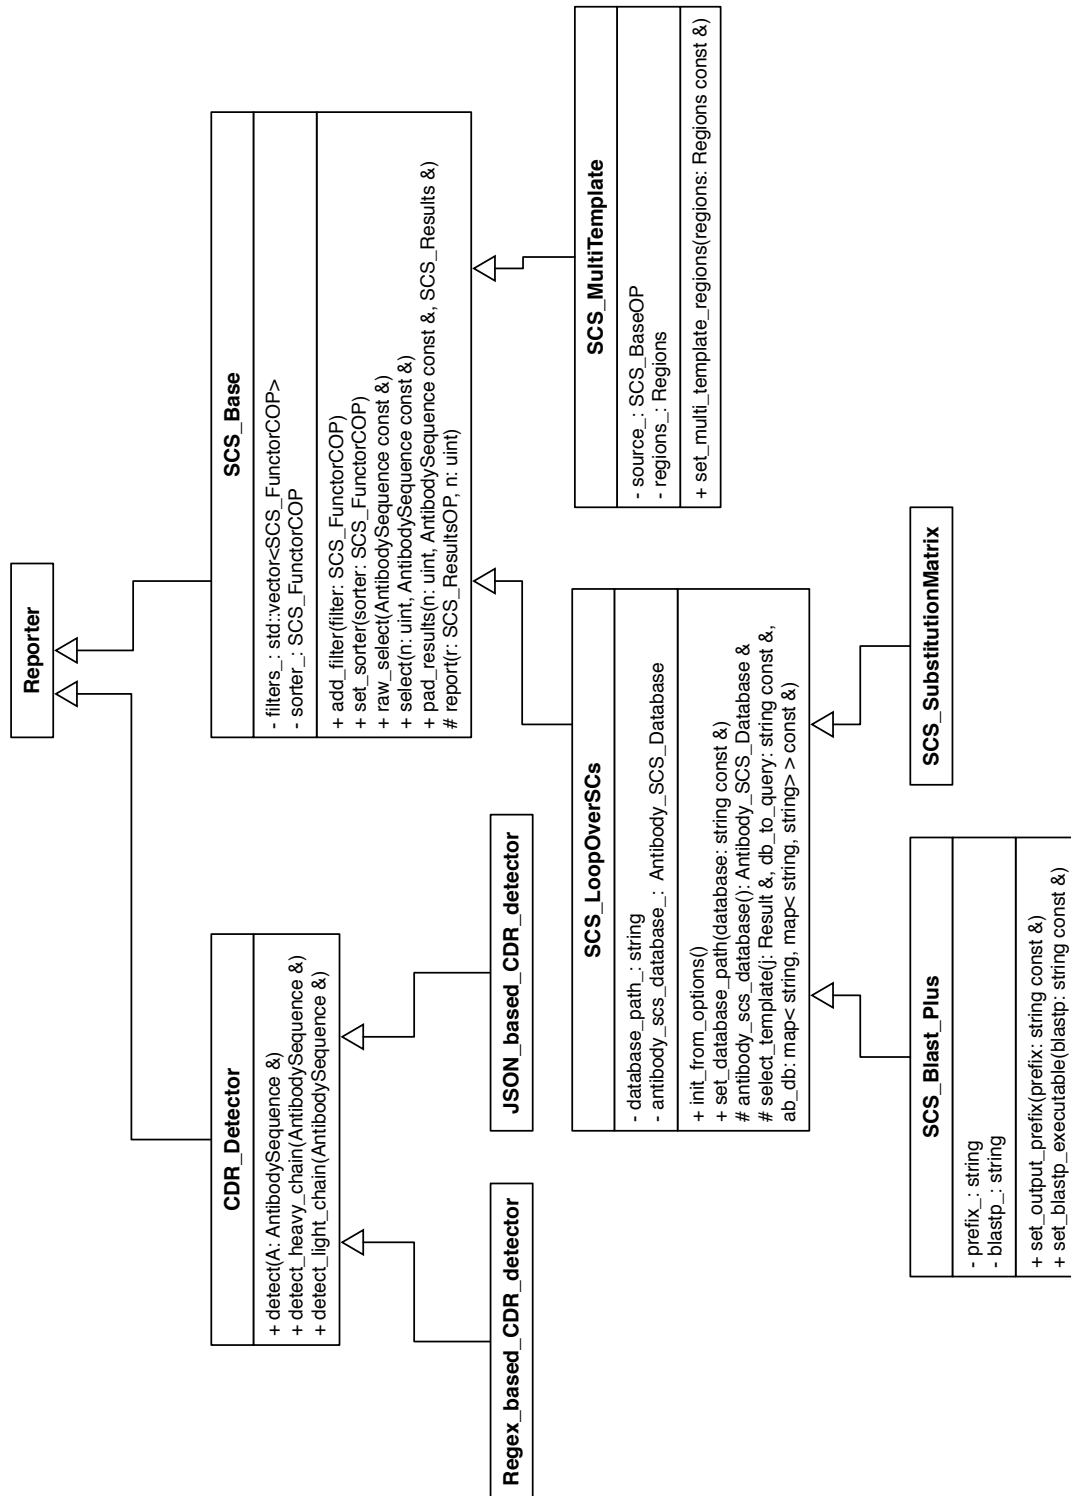 Reporter
CDR_Detector
+ detect(A: AntibodySequence &)
+ detect_heavy_chain(AntibodySequence &)
+ detect_light_chain(AntibodySequence &)
SCS_Base
- filters_: std::vector<SCS_FunctorCOP>
- sorter_: SCS_FunctorCOP
+ add_filter(filter: SCS_FunctorCOP)
+ set_sorter(sorter: SCS_FunctorCOP)
+ raw_select(AntibodySequence const &)
+ select(n: uint, AntibodySequence const &)
+ pad_results(n: uint, AntibodySequence const &, SCS_Results &)
# report(r: SCS_ResultsOP, n: uint)
Regex_based_CDR_detector
JSON_based_CDR_detector
SCS_LoopOverSCs
- database_path_: string
- antibody_scs_database_: Antibody_SCS_Database
+ init_from_options()
+ set_database_path(database: string const &)
# antibody_scs_database(): Antibody_SCS_Database &
# select_template(j: Result &, db_to_query: string const &,
ab_db: map< string, map< string, string> > const &)
SCS_MultiTemplate
- source_: SCS_BaseOP
- regions_: Regions
+ set_multi_template_regions(regions: Regions const &)
SCS_Blast_Plus
- prefix_: string
- blastp_: string
+ set_output_prefix(prefix: string const &)
+ set_blastp_executable(blastp: string const &)
SCS_SubstitutionMatrix